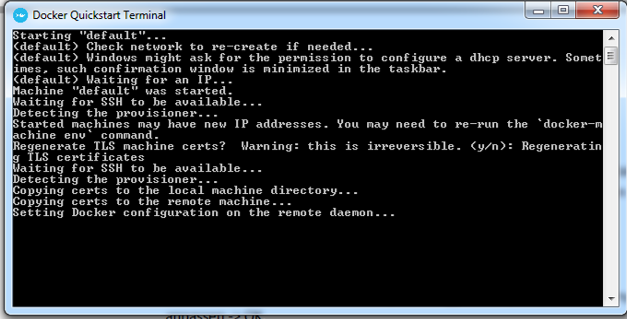 Docker Quickstart Terminal
Starting "default"...
(default) Check network to re-create if needed...
(default) Windows might ask for the permission to configure a dhcp server. Somet
imes, such confirmation window is minimized in the taskbar.
(default) Waiting for an IP...
Machine "default" was started.
Waiting for SSH to be available...
Detecting the provisioner...
Started machines may have new IP addresses. You may need to re-run the `docker-m
achine env` command.
Regenerate TLS machine certs?  Warning: this is irreversible. (y/n): Regeneratin
g TLS certificates
Waiting for SSH to be available...
Detecting the provisioner...
Copying certs to the local machine directory...
Copying certs to the remote machine...
Setting Docker configuration on the remote daemon...